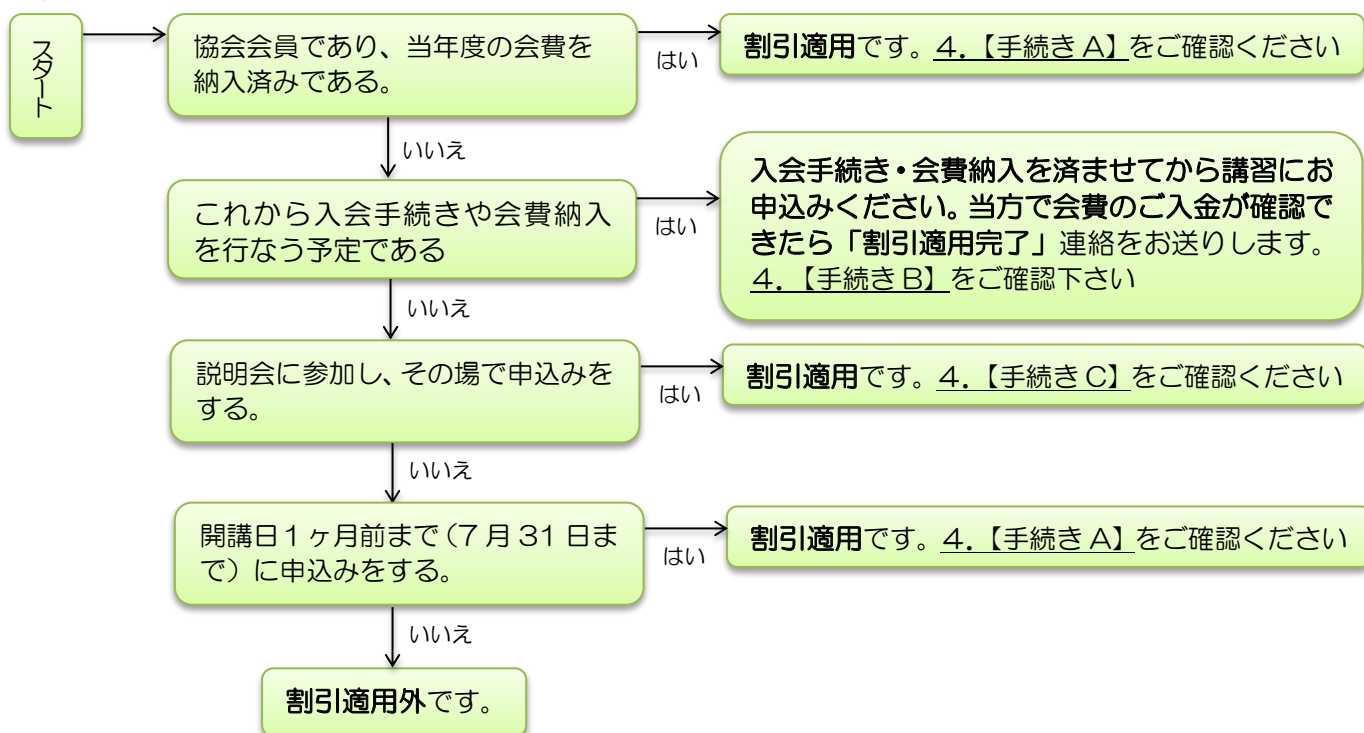 スタート
協会会員であり、当年度の会費を
納入済みである。
はい
割引適用です。４．【手続きＡ】をご確認ください
いいえ
これから入会手続きや会費納入
を行なう予定である
はい
入会手続き・会費納入を済ませてから講習にお
申込みください。当方で会費のご入金が確認で
きたら「割引適用完了」連絡をお送りします。
４．【手続きＢ】をご確認下さい
いいえ
説明会に参加し、その場で申込みを
する。
はい
割引適用です。４．【手続きＣ】をご確認ください
いいえ
開講日１ヶ月前まで（７月 31 日ま
で）に申込みをする。
はい
割引適用です。４．【手続きＡ】をご確認ください
いいえ
割引適用外です。